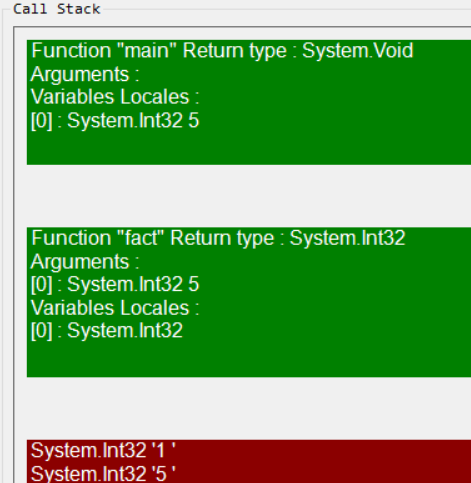 Call Stack
Function "main" Return type : System.Void
Arguments :
Variables Locales :
[0] : System.Int32 5
Function "fact" Return type : System.Int32
Arguments :
[0] : System.Int32 5
Variables Locales :
[0] : System.Int32
System.Int32 '1 '
System.Int32 '5 '